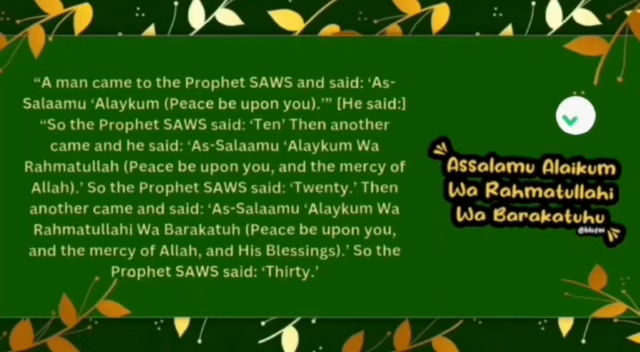 “A man came to the Prophet SAWS and said: ‘As-
Salaamu ‘Alaykum (Peace be upon you).’” [He said:]
“So the Prophet SAWS said: ‘Ten’ Then another
came and he said: ‘As-Salaamu ‘Alaykum Wa
Rahmatullah (Peace be upon you, and the mercy of
Allah).’ So the Prophet SAWS said: ‘Twenty.’ Then
another came and said: ‘As-Salaamu ‘Alaykum Wa
Rahmatullahi Wa Barakatuh (Peace be upon you,
and the mercy of Allah, and His Blessings).’ So the
Prophet SAWS said: ‘Thirty.’
Assalamu Alaikum
Wa Rahmatullahi
Wa Barakatuhu